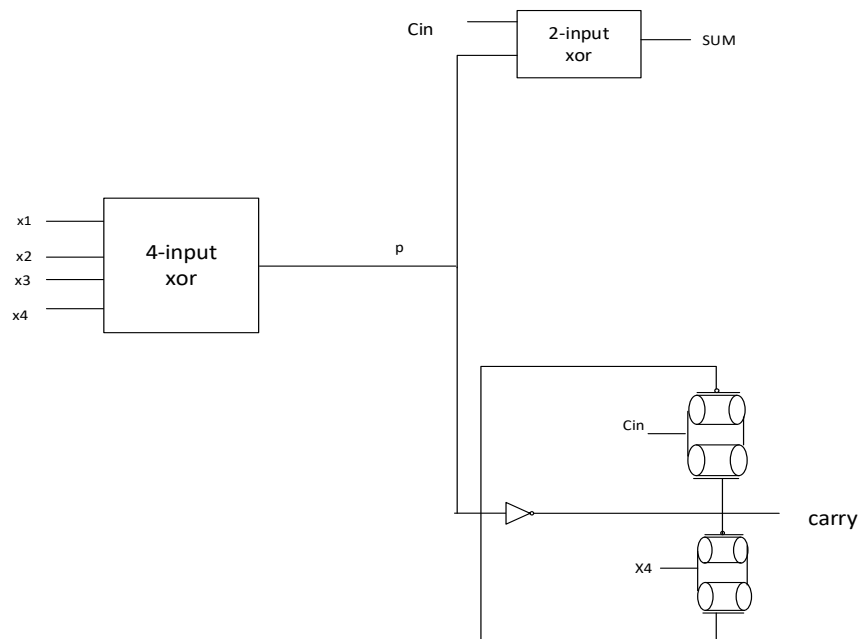 Cin
2-input
xor
SUM
x1
x2
x3
x4
4-input
xor
p
Cin
carry
X4